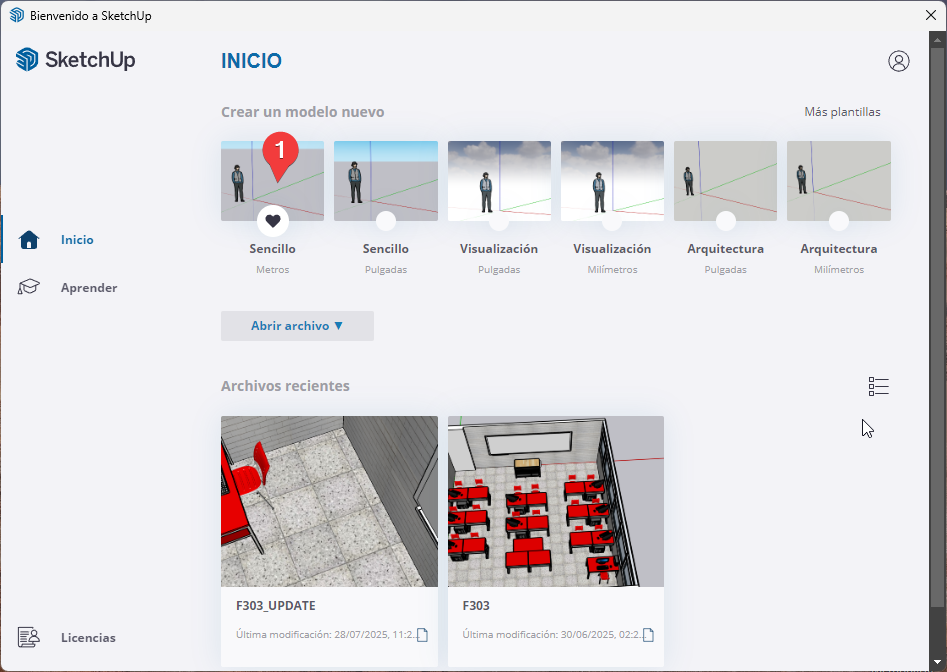 Bienvenido a SketchUp
SketchUp
INICIO
Crear un modelo nuevo
Más plantillas
1
Sencillo
Metros
Sencillo
Pulgadas
Visualización
Pulgadas
Visualización
Milímetros
Arquitectura
Pulgadas
Arquitectura
Milímetros
Inicio
Aprender
Abrir archivo ▼
Archivos recientes
F303_UPDATE
Última modificación: 28/07/2025, 11:2...
F303
Última modificación: 30/06/2025, 02:2...
Licencias